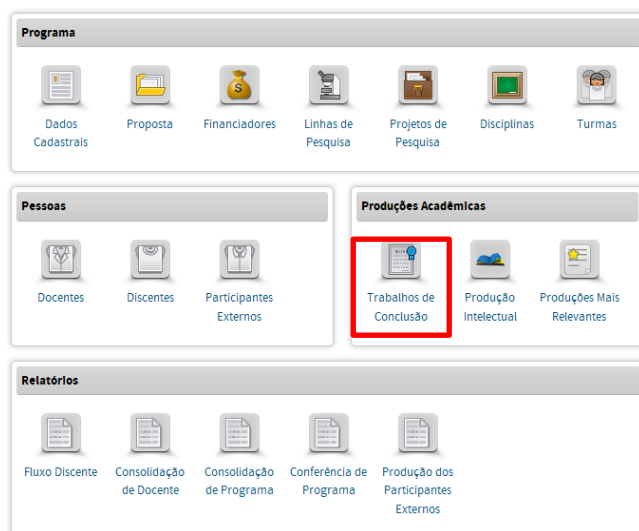 Programa
Dados Cadastrais
Proposta
Financiadores
Linhas de Pesquisa
Projetos de Pesquisa
Disciplinas
Turmas
Pessoas
Docentes
Discentes
Participantes Externos
Produções Acadêmicas
Trabalhos de Conclusão
Produção Intelectual
Produções Mais Relevantes
Relatórios
Fluxo Discente
Consolidação de Docente
Consolidação de Programa
Conferência de Programa
Produção dos Participantes Externos